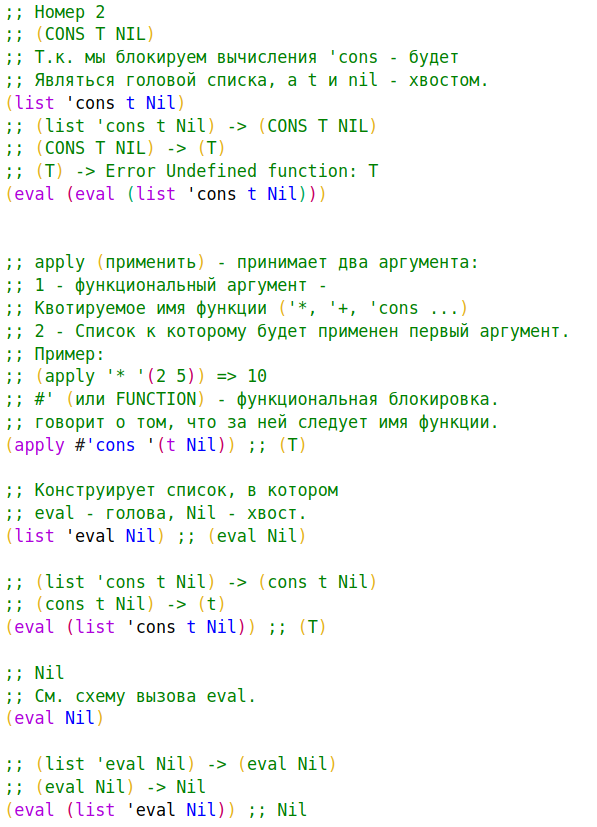 ;; Номер 2
;; (CONS T NIL)
;; Т.к. мы блокируем вычисления 'cons - будет
;; Являться головой списка, а t и nil - хвостом.
(list 'cons t Nil)
;; (list 'cons t Nil) -> (CONS T NIL)
;; (CONS T NIL) -> (T)
;; (T) -> Error Undefined function: T
(eval (eval (list 'cons t Nil)))
;; apply (применить) - принимает два аргумента:
;; 1 - функциональный аргумент -
;; Квотируемое имя функции ('*, '+, 'cons ...)
;; 2 - Список к которому будет применен первый аргумент.
;; Пример:
;; (apply '* '(2 5)) => 10
;; #' (или FUNCTION) - функциональная блокировка.
;; говорит о том, что за ней следует имя функции.
(apply #'cons '(t Nil)) ;; (T)
;; Конструирует список, в котором
;; eval - голова, Nil - хвост.
(list 'eval Nil) ;; (eval Nil)
;; (list 'cons t Nil) -> (cons t Nil)
;; (cons t Nil) -> (t)
(eval (list 'cons t Nil)) ;; (T)
;; Nil
;; См. схему вызова eval.
(eval Nil)
;; (list 'eval Nil) -> (eval Nil)
;; (eval Nil) -> Nil
(eval (list 'eval Nil)) ;; Nil